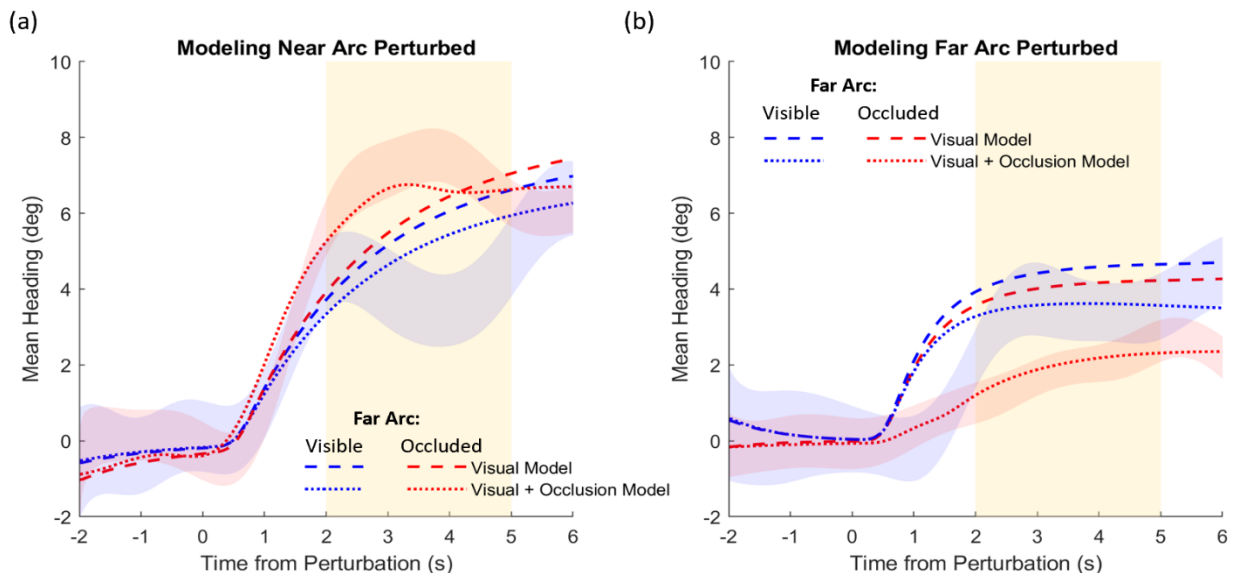 (a)
Modeling Near Arc Perturbed
10
8
6
4
2
0
-2
Mean Heading (deg)
Far Arc:
Visible Occluded
Visual Model
Visual + Occlusion Model
-2 -1 0 1 2 3 4 5 6
Time from Perturbation (s)
(b)
Modeling Far Arc Perturbed
10
8
6
4
2
0
-2
Mean Heading (deg)
Far Arc:
Visible Occluded
Visual Model
Visual + Occlusion Model
-2 -1 0 1 2 3 4 5 6
Time from Perturbation (s)